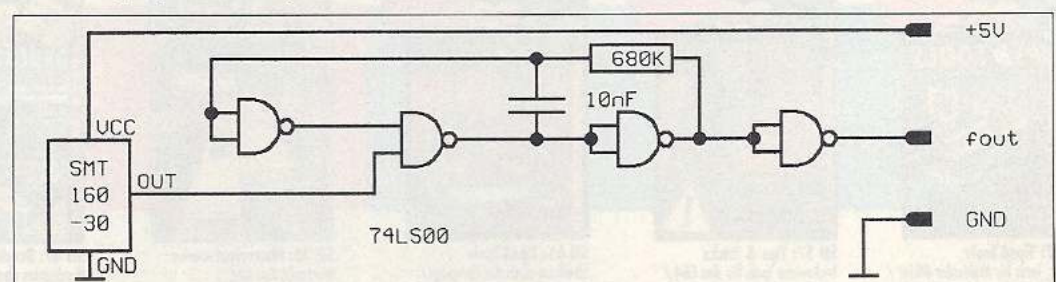 +5V
680K
10nF
VCC
SMT
160
-30
OUT
fout
74LS00
GND
GND